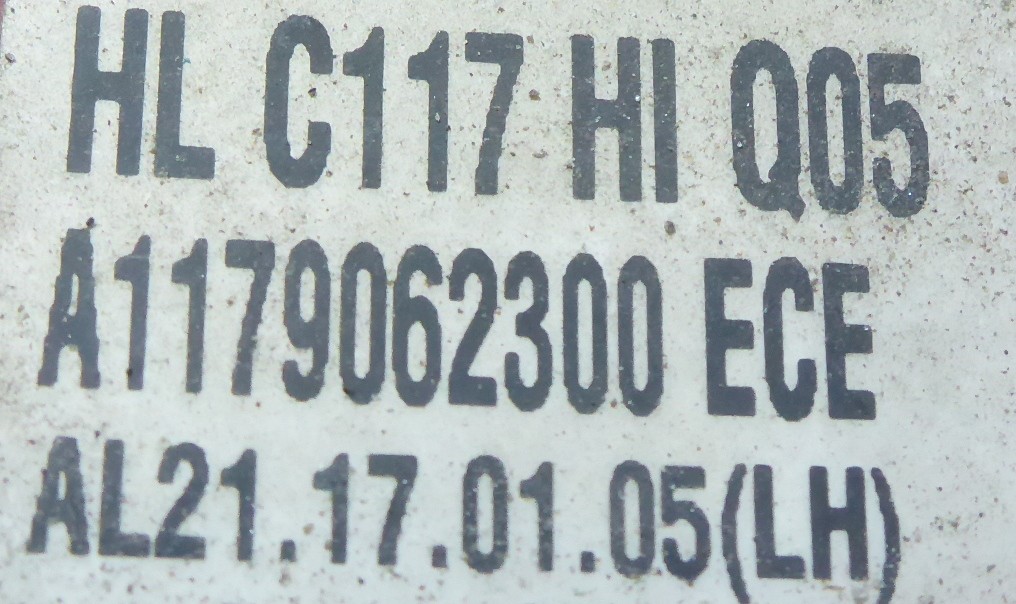 HL C117 HI Q05
A1179062300 ECE
AL21.17.01.05(LH)